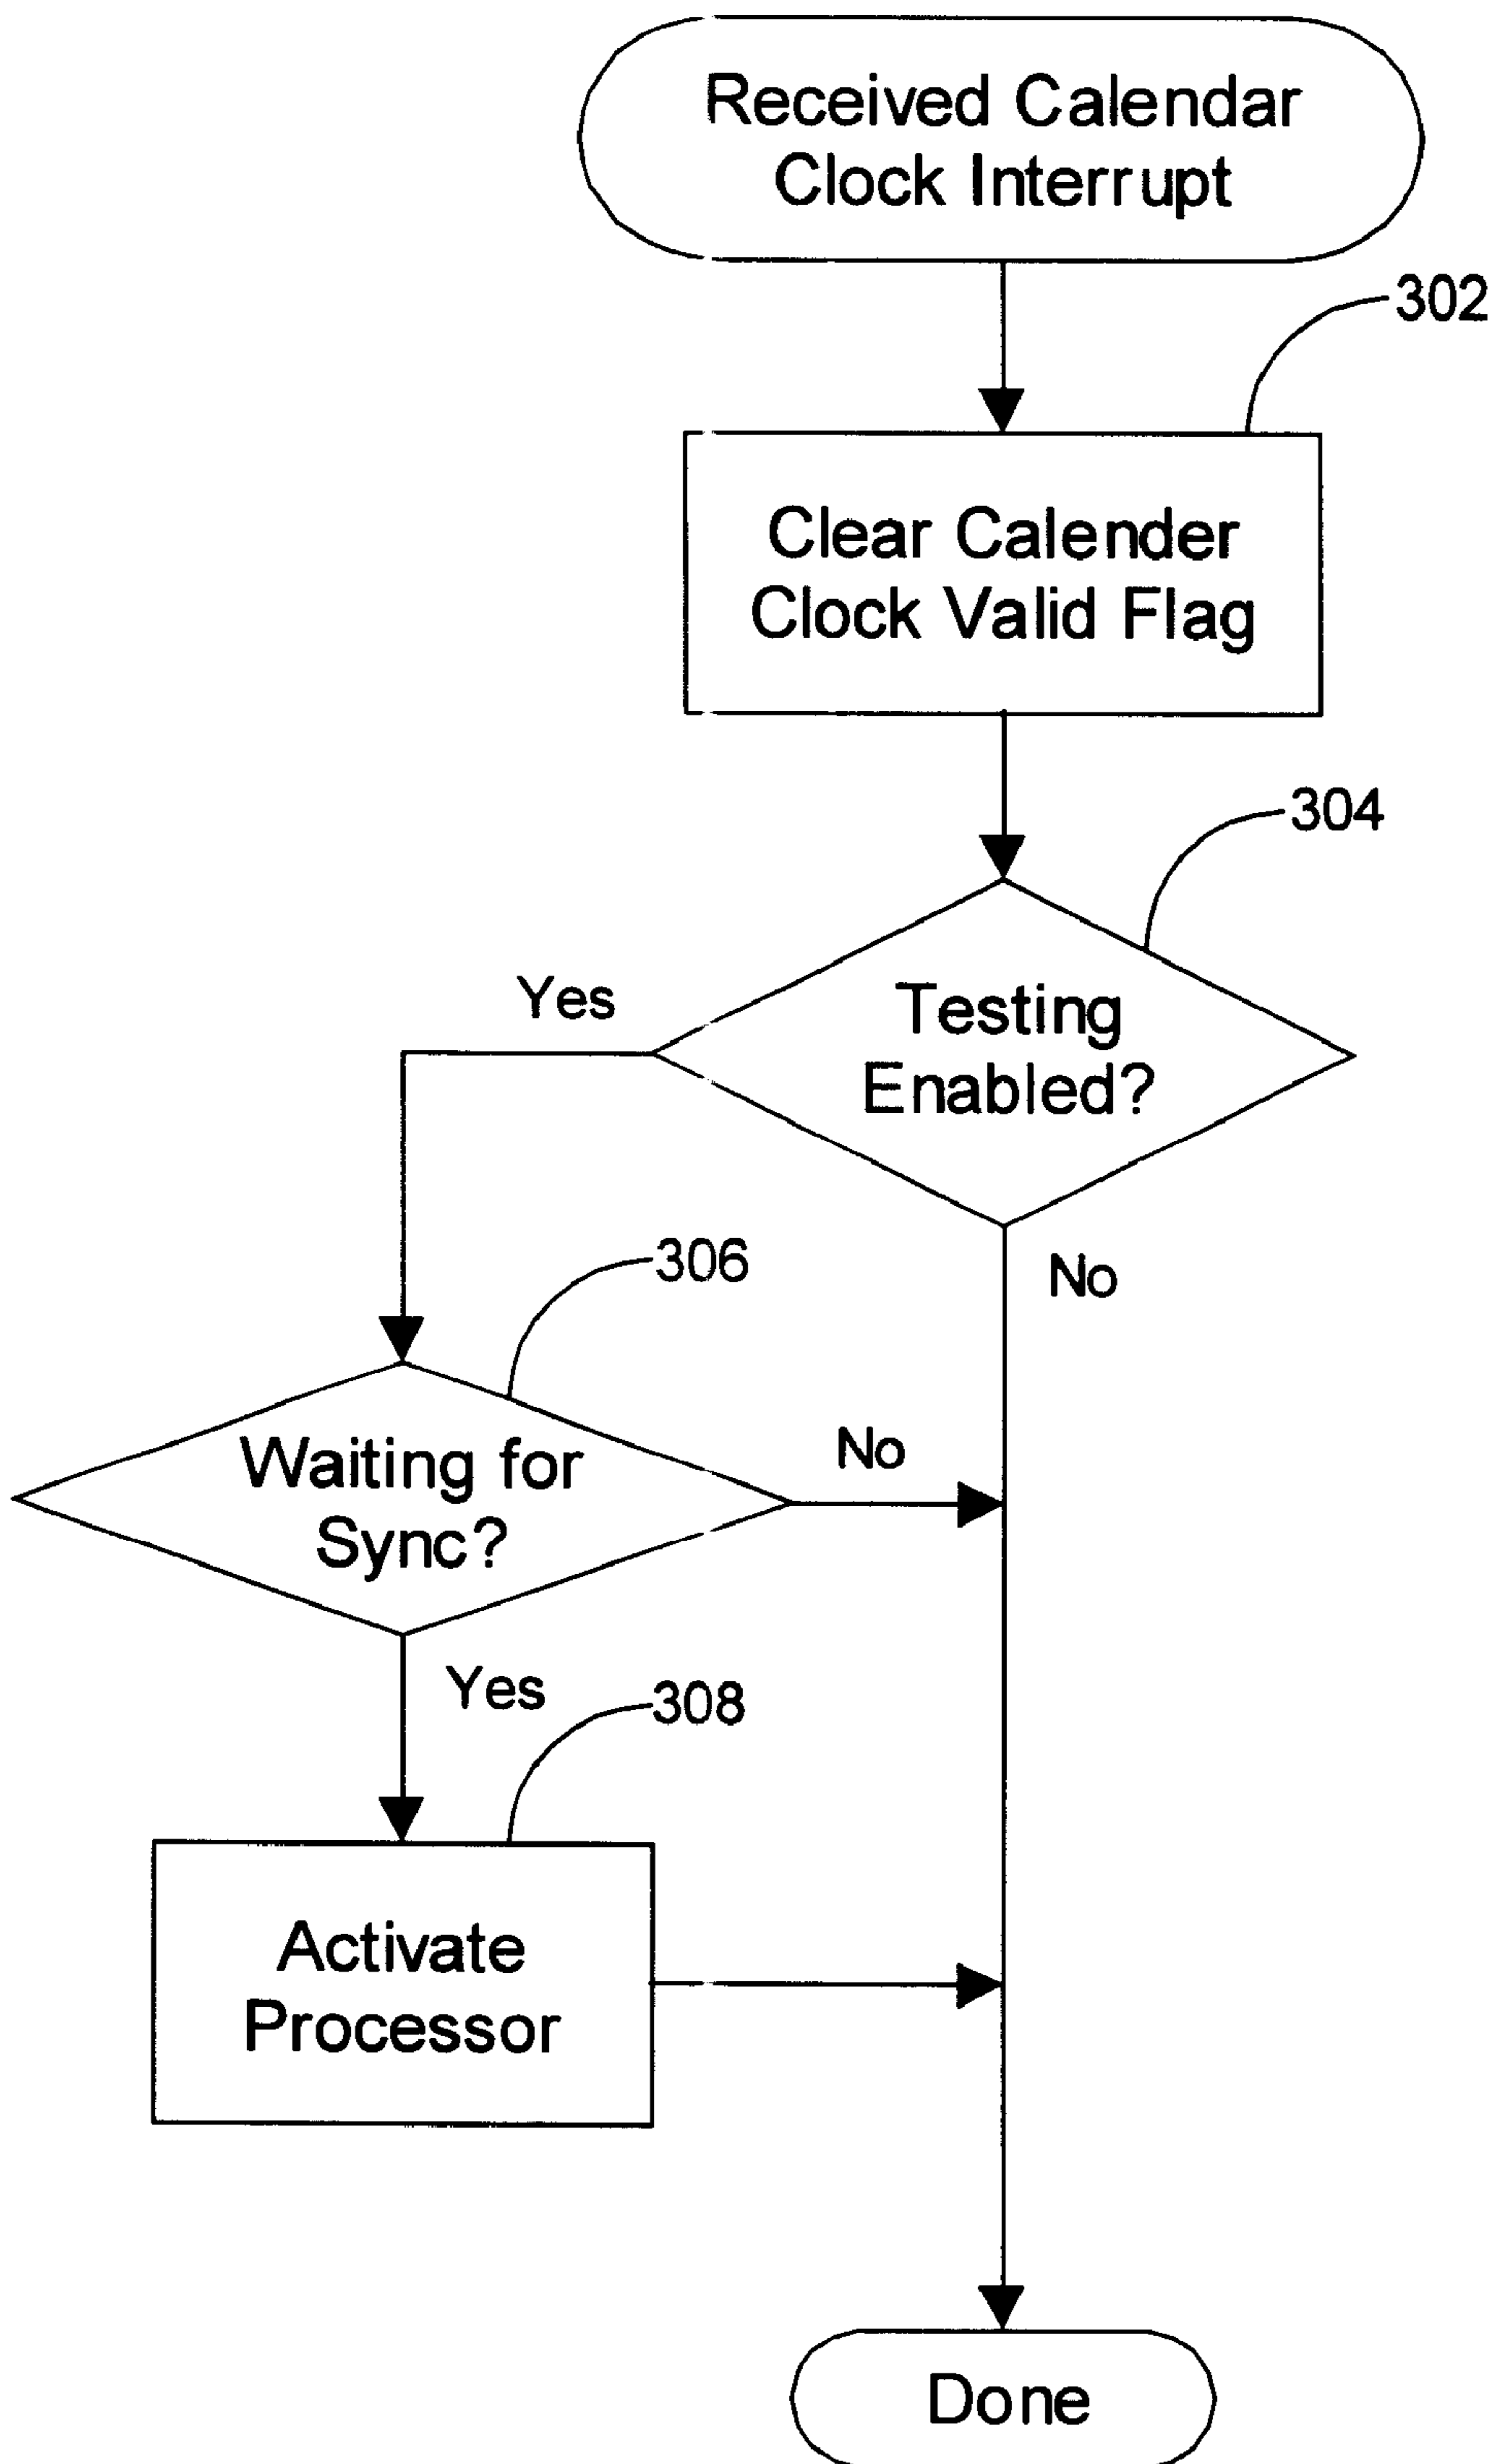 Received Calendar
Clock Interrupt
302
Clear Calender
Clock Valid Flag
304
Yes
Testing
Enabled?
306
No
Waiting for
Sync?
No
Yes
308
Activate
Processor
Done